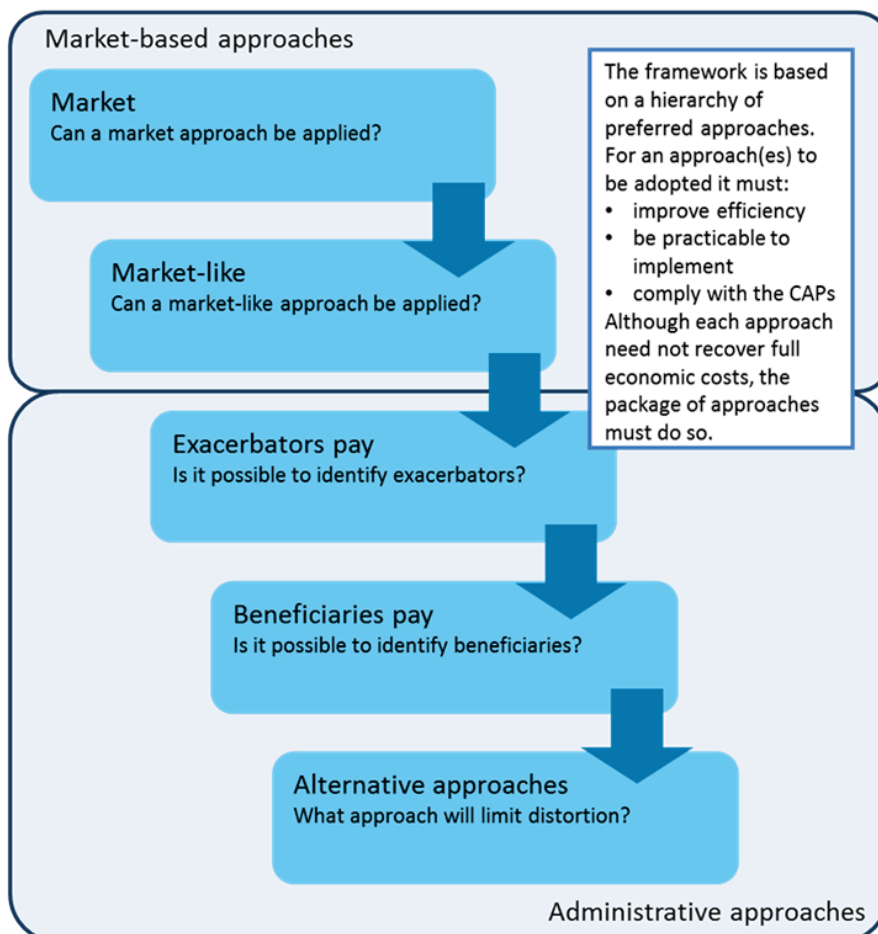 Market-based approaches
Market
Can a market approach be applied?
Market-like
Can a market-like approach be applied?
The framework is based
on a hierarchy of
preferred approaches.
For an approach(es) to
be adopted it must:
• improve efficiency
• be practicable to
implement
• comply with the CAPs
Although each approach
need not recover full
economic costs, the
package of approaches
must do so.
Exacerbators pay
Is it possible to identify exacerbators?
Beneficiaries pay
Is it possible to identify beneficiaries?
Alternative approaches
What approach will limit distortion?
Administrative approaches